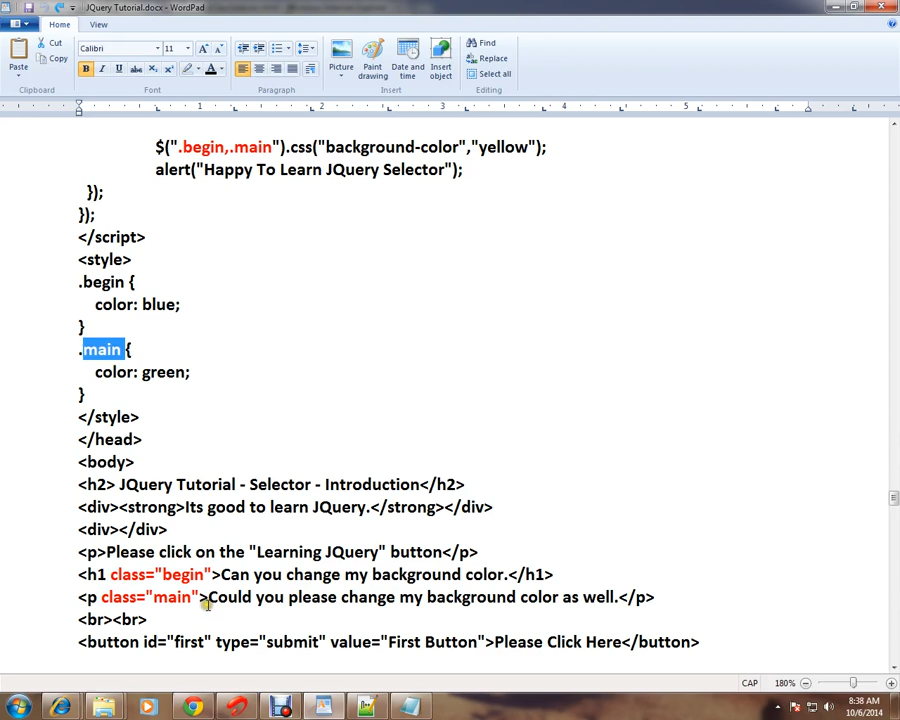 JQuery Tutorial.docx - WordPad
Home
View
Cut
Copy
Paste
Clipboard
Calibri
11
Font
Paragraph
Picture
Paint drawing
Date and time
Insert object
Insert
Find
Replace
Select all
Editing
1 2 3 4 5
$(".begin,.main").css("background-color","yellow");
alert("Happy To Learn JQuery Selector");
});
});
</script>
<style>
.begin {
color: blue;
}
.main {
color: green;
}
</style>
</head>
<body>
<h2> JQuery Tutorial - Selector - Introduction</h2>
<div><strong>Its good to learn JQuery.</strong></div>
<div></div>
<p>Please click on the "Learning JQuery" button</p>
<h1 class="begin">Can you change my background color.</h1>
<p class="main">Could you please change my background color as well.</p>
<br><br>
<button id="first" type="submit" value="First Button">Please Click Here</button>
CAP
180%
8:38 AM
10/6/2014